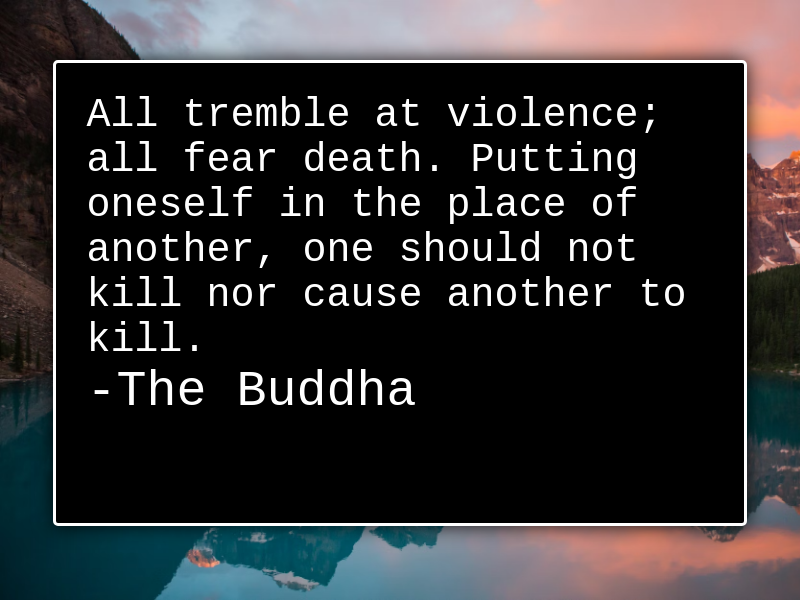 All tremble at violence;
all fear death. Putting
oneself in the place of
another, one should not
kill nor cause another to
kill.
-The Buddha